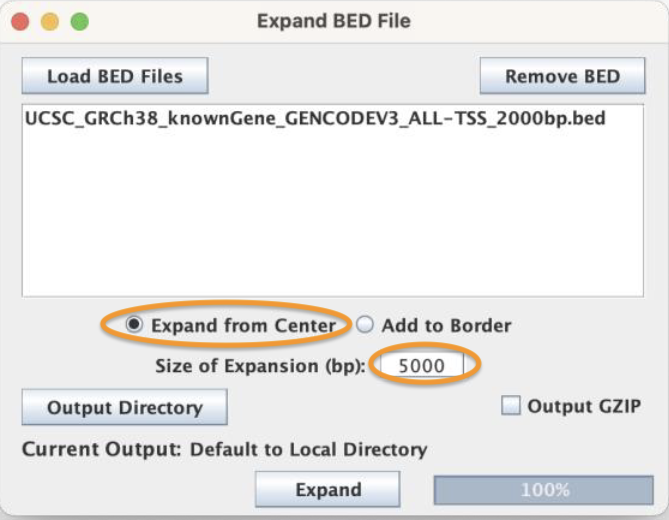 Expand BED File
Load BED Files
Remove BED
UCSC_GRCh38_knownGene_GENCODEV3_ALL-TSS_2000bp.bed
Expand from Center
Add to Border
Size of Expansion (bp):
5000
Output Directory
Output GZIP
Current Output:
Default to Local Directory
Expand
100%